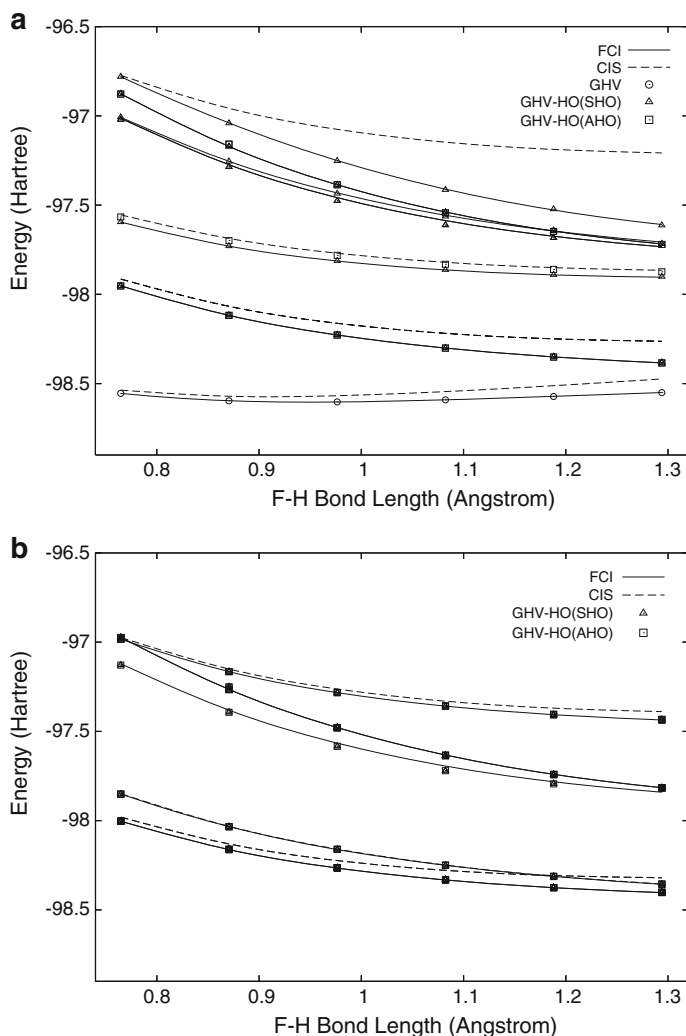 a
-96.5
-97
-97.5
-98
-98.5
Energy (Hartree)
FCI
CIS
GHV
GHV-HO(SHO)
GHV-HO(AHO)
0.8 0.9 1 1.1 1.2 1.3
F-H Bond Length (Angstrom)
b
-96.5
-97
-97.5
-98
-98.5
Energy (Hartree)
FCI
CIS
GHV-HO(SHO)
GHV-HO(AHO)
0.8 0.9 1 1.1 1.2 1.3
F-H Bond Length (Angstrom)